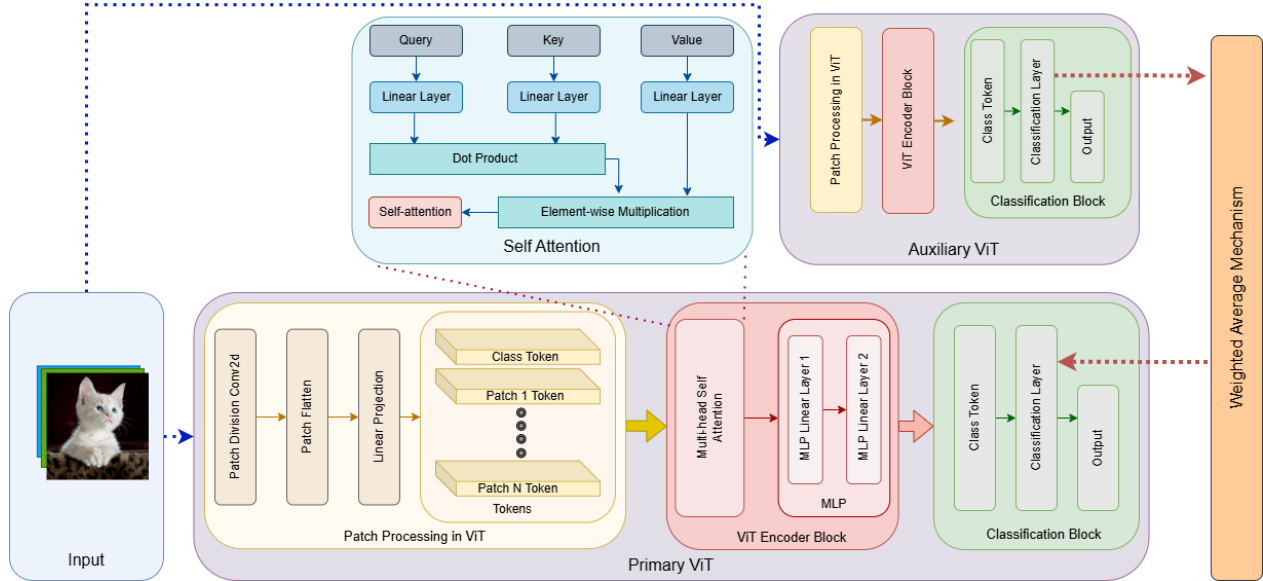 Query
Key
Value
Linear Layer
Linear Layer
Linear Layer
Dot Product
Self-attention
Element-wise Multiplication
Self Attention
Patch Processing in ViT
ViT Encoder Block
Class Token
Classification Layer
Output
Classification Block
Auxiliary ViT
Weighted Average Mechanism
Input
Patch Division Conv2d
Patch Flatten
Linear Projection
Class Token
Patch 1 Token
Patch N Token
Tokens
Patch Processing in ViT
Multi-head Self
Attention
MLP Linear Layer 1
MLP Linear Layer 2
MLP
ViT Encoder Block
Class Token
Classification Layer
Output
Classification Block
Primary ViT